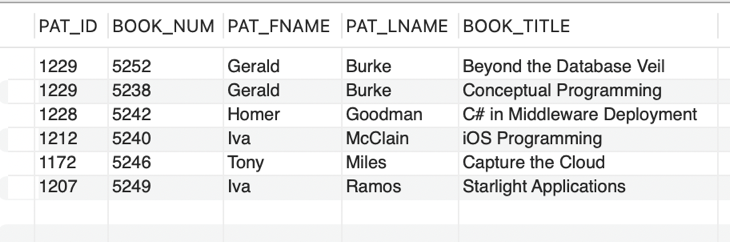 PAT_ID BOOK_NUM PAT_FNAME PAT_LNAME BOOK_TITLE
1229 5252 Gerald Burke Beyond the Database Veil
1229 5238 Gerald Burke Conceptual Programming
1228 5242 Homer Goodman C# in Middleware Deployment
1212 5240 Iva McClain iOS Programming
1172 5246 Tony Miles Capture the Cloud
1207 5249 Iva Ramos Starlight Applications